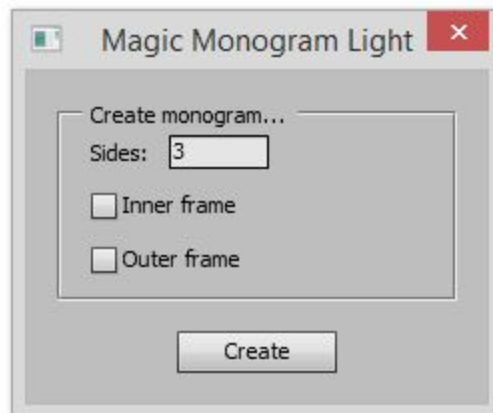 Magic Monogram Light
Create monogram...
Sides: 3
Inner frame
Outer frame
Create